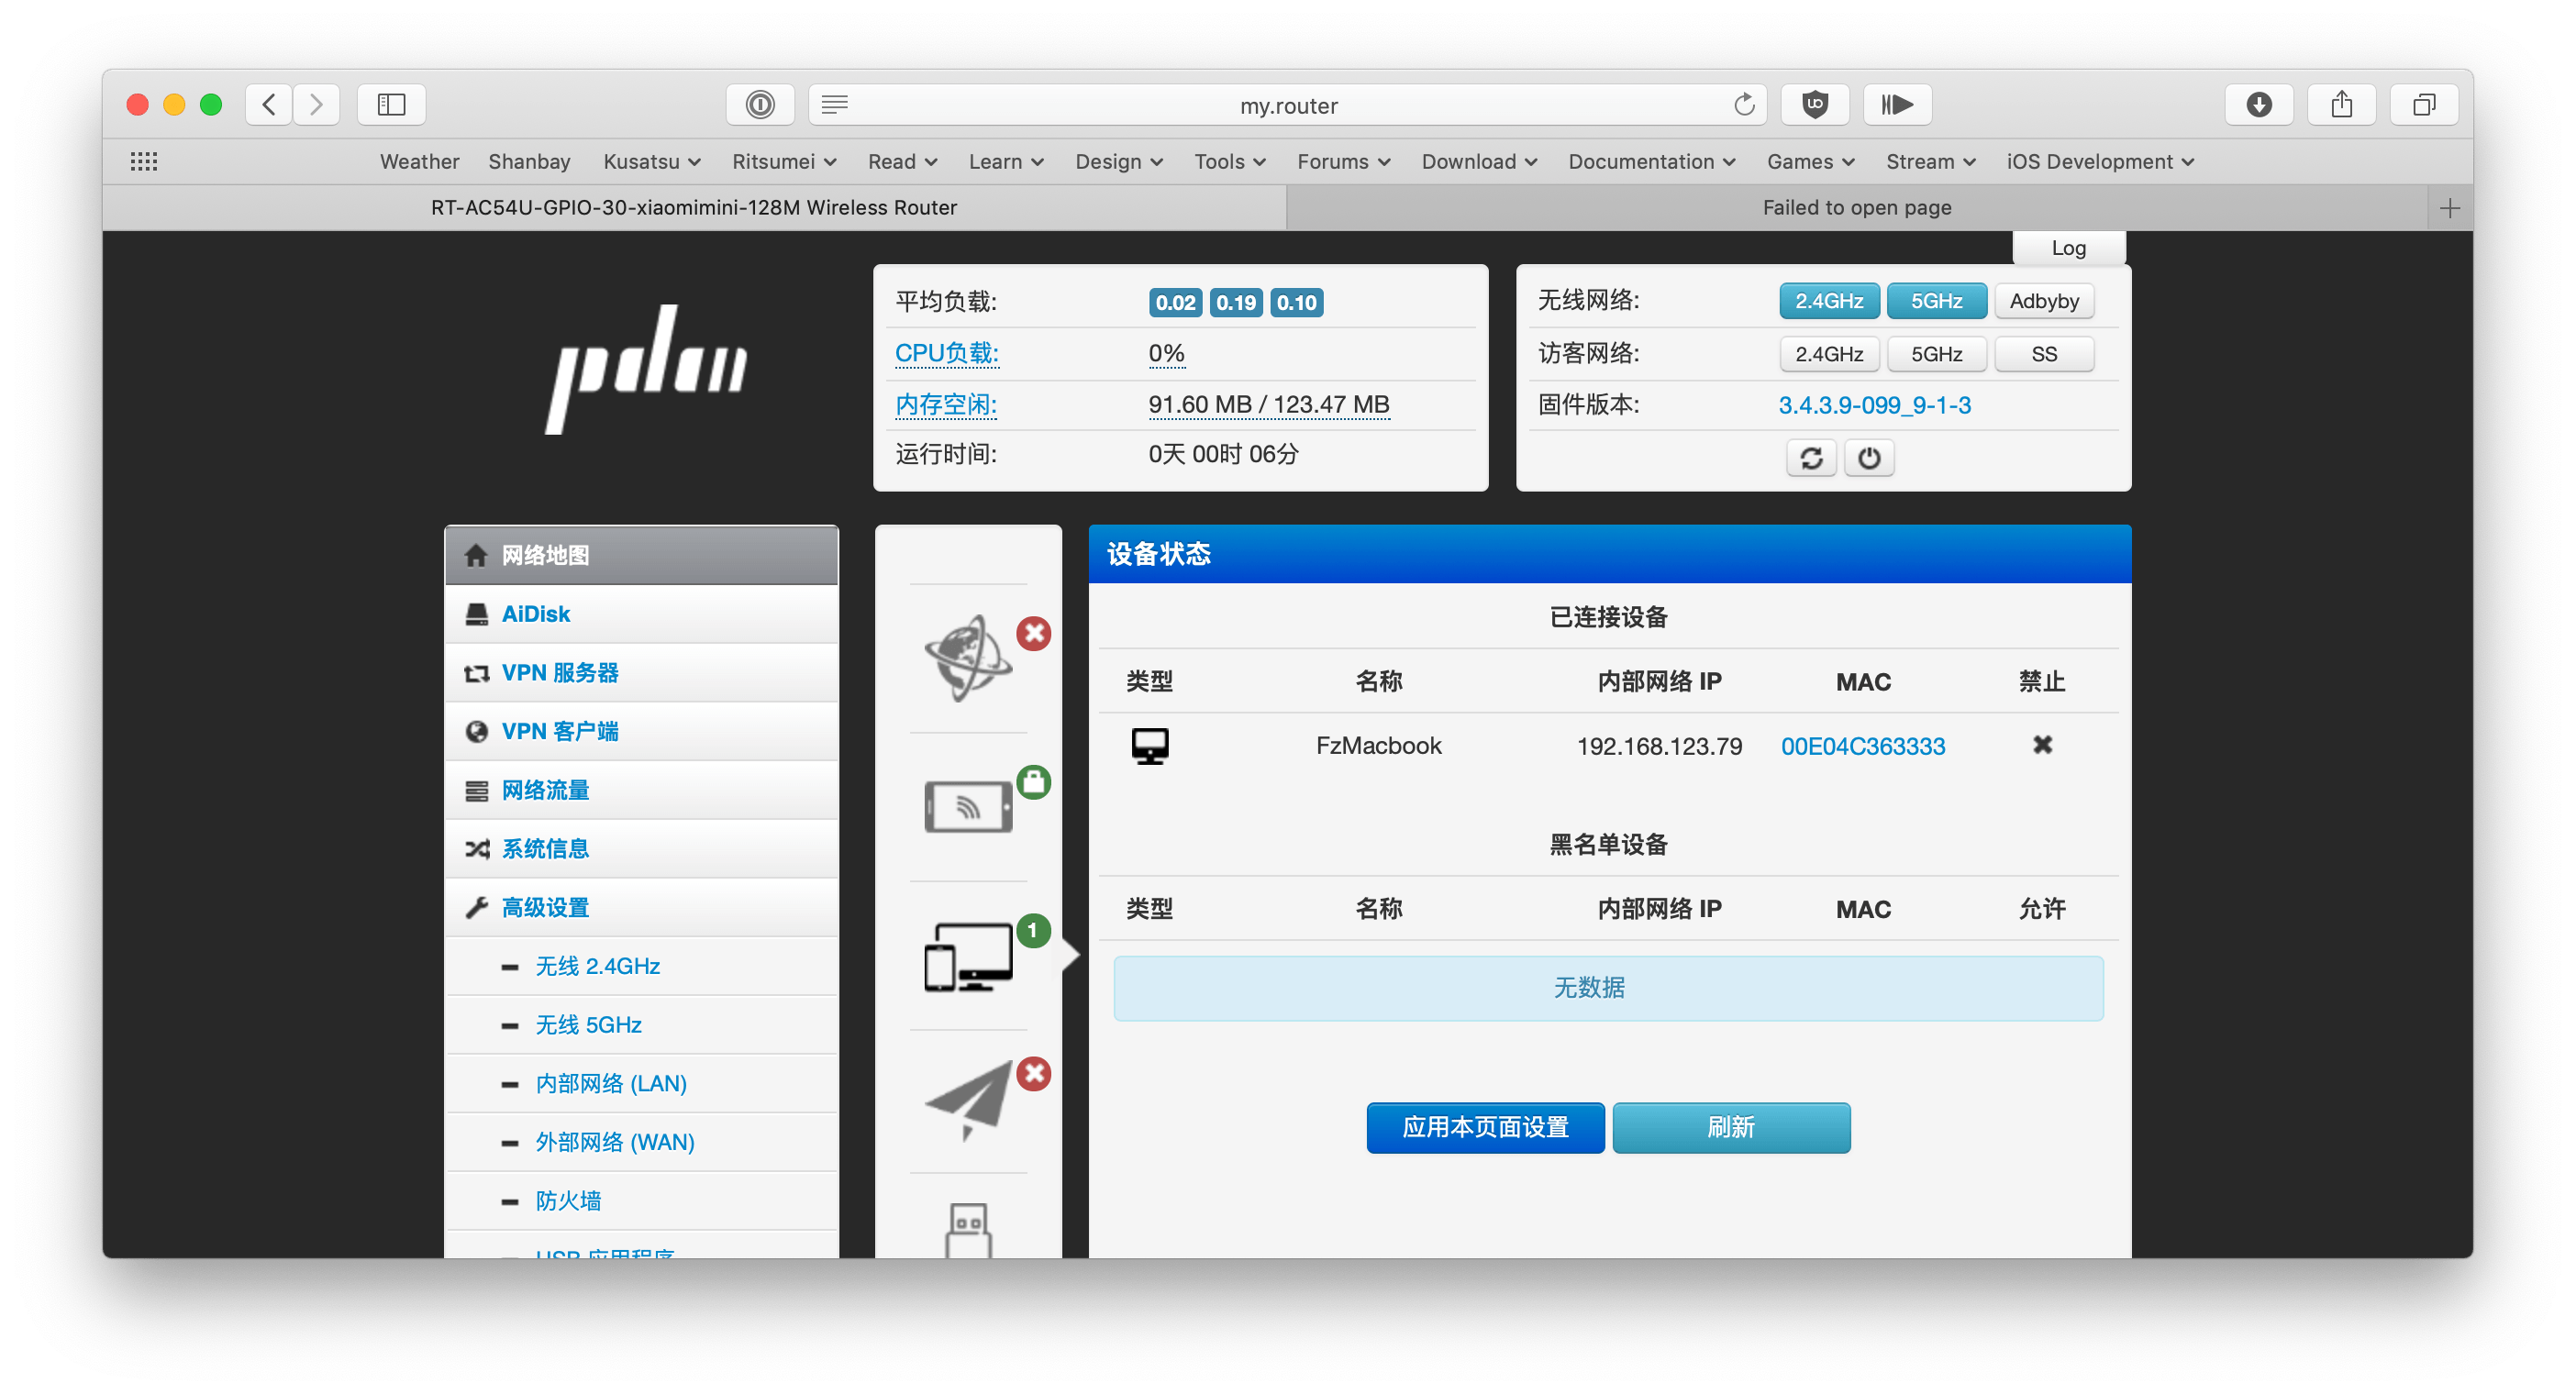 my.router
Weather Shanbay Kusatsu Ritsumei Read Learn Design Tools Forums Download Documentation Games Stream iOS Development
RT-AC54U-GPIO-30-xiaomimini-128M Wireless Router
Failed to open page
Log
pdcn
平均负载: 0.02 0.19 0.10
CPU负载: 0%
内存空闲: 91.60 MB / 123.47 MB
运行时间: 0天 00时 06分
无线网络: 2.4GHz 5GHz Adbyby
访客网络: 2.4GHz 5GHz SS
固件版本: 3.4.3.9-099_9-1-3
网络地图
AiDisk
VPN 服务器
VPN 客户端
网络流量
系统信息
高级设置
无线 2.4GHz
无线 5GHz
内部网络 (LAN)
外部网络 (WAN)
防火墙
USB 应用程序
1
设备状态
已连接设备
类型 名称 内部网络 IP MAC 禁止
FzMacbook 192.168.123.79 00E04C363333
黑名单设备
类型 名称 内部网络 IP MAC 允许
无数据
应用本页面设置 刷新